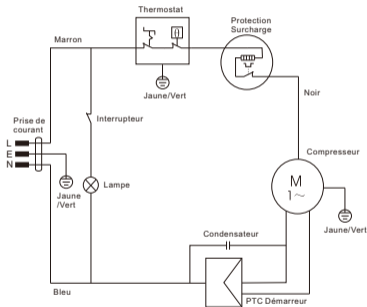 Thermostat
Protection
Surcharge
Marron
Jaune/Vert
Noir
Interrupteur
Prise de
courant
L
E
N
Compresseur
M
1~
Jaune
/Vert
Lampe
Jaune/Vert
Condensateur
Bleu
PTC Démarreur